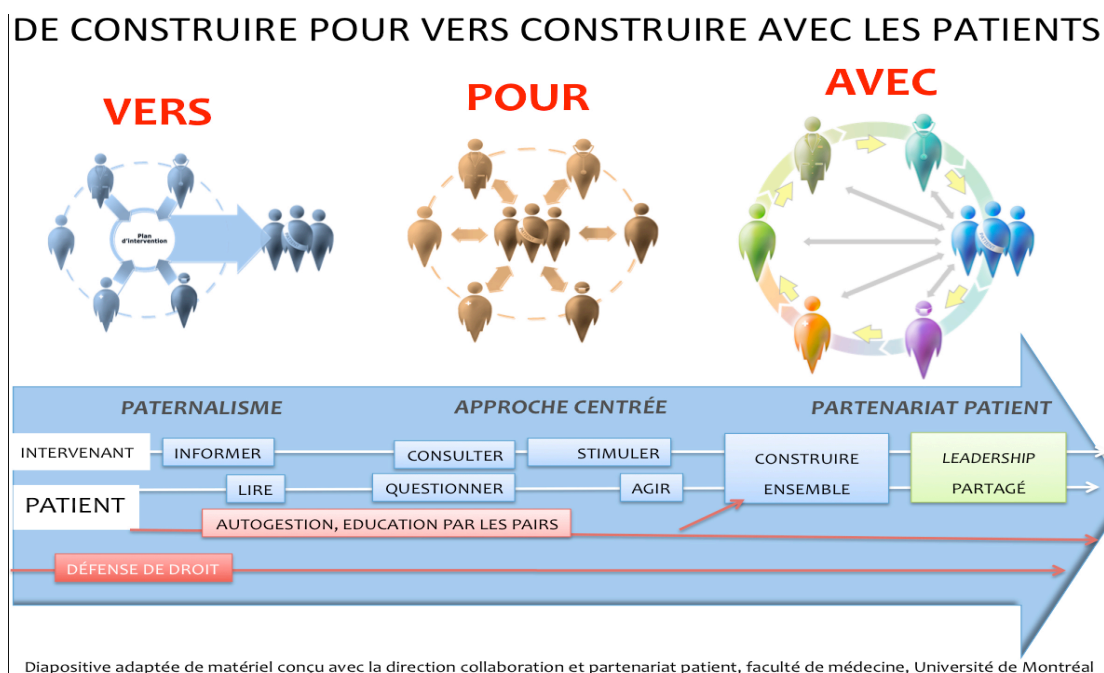 DE CONSTRUIRE POUR VERS CONSTRUIRE AVEC LES PATIENTS
VERS
POUR
AVEC
Plan
d'intervention
PATERNALISME
APPROCHE CENTRÉE
PARTENARIAT PATIENT
INTERVENANT
INFORMER
CONSULTER
STIMULER
CONSTRUIRE
ENSEMBLE
LEADERSHIP
PARTAGÉ
PATIENT
LIRE
QUESTIONNER
AGIR
AUTOGESTION, EDUCATION PAR LES PAIRS
DÉFENSE DE DROIT
Diapositive adaptée de matériel conçu avec la direction collaboration et partenariat patient, faculté de médecine, Université de Montréal